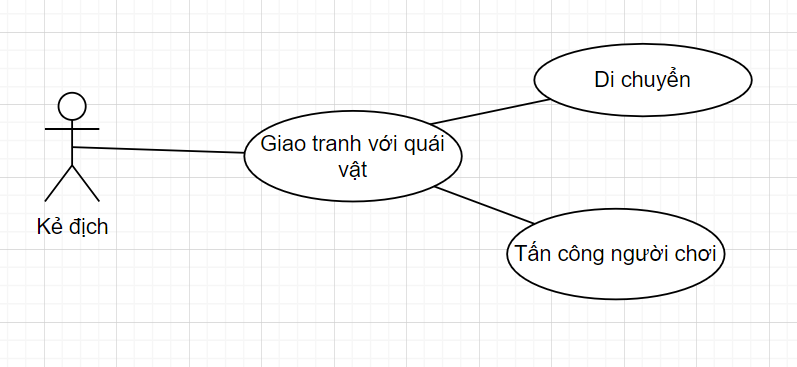 Di chuyển
Giao tranh với quái
vật
Kẻ địch
Tấn công người chơi